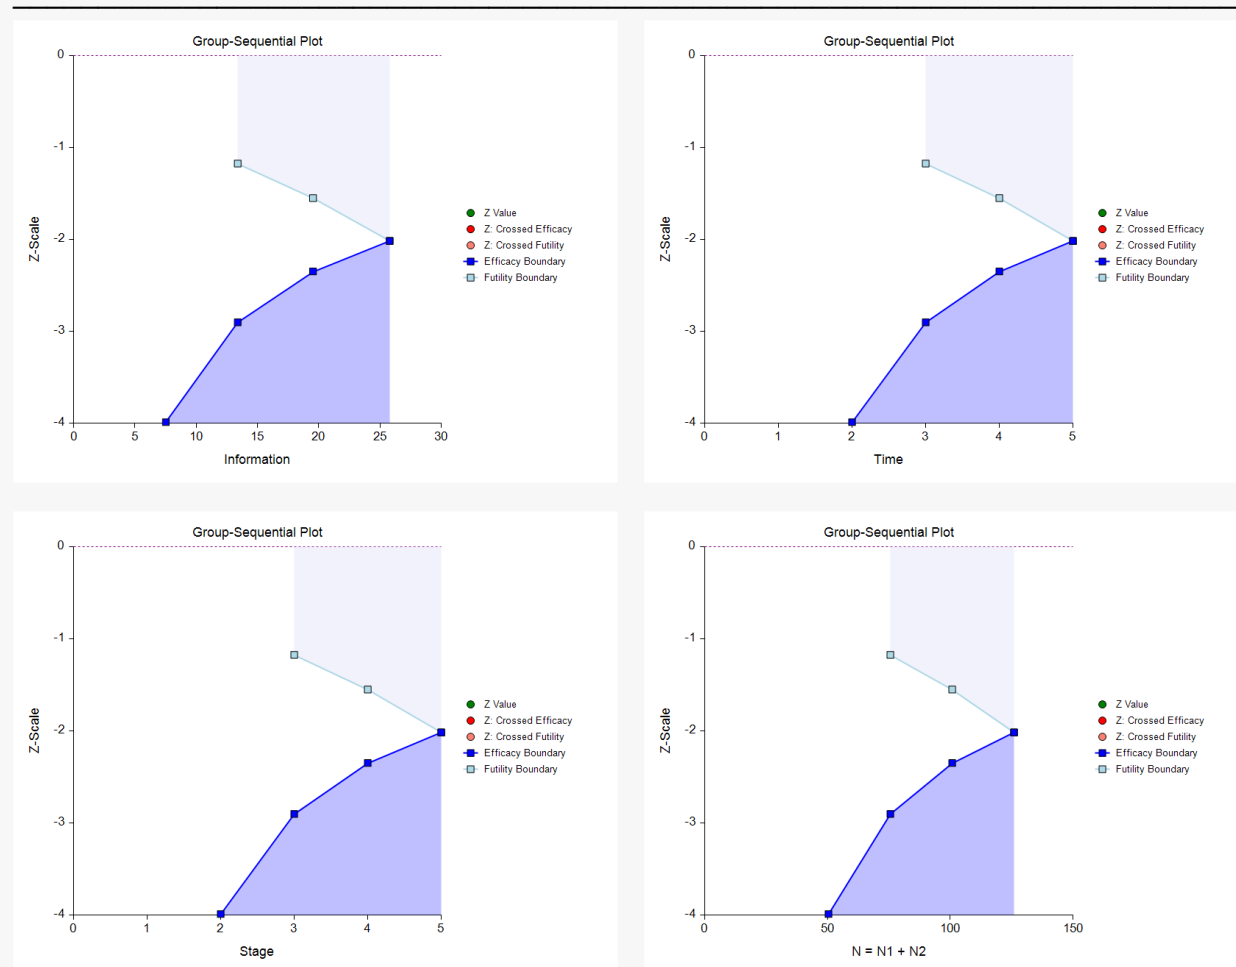 Group-Sequential Plot
0
-1
-2
-3
-4
Z-Scale
0 5 10 15 20 25 30
Information
Z Value
Z: Crossed Efficacy
Z: Crossed Futility
Efficacy Boundary
Futility Boundary
Group-Sequential Plot
0
-1
-2
-3
-4
Z-Scale
0 1 2 3 4 5
Time
Z Value
Z: Crossed Efficacy
Z: Crossed Futility
Efficacy Boundary
Futility Boundary
Group-Sequential Plot
0
-1
-2
-3
-4
Z-Scale
0 1 2 3 4 5
Stage
Z Value
Z: Crossed Efficacy
Z: Crossed Futility
Efficacy Boundary
Futility Boundary
Group-Sequential Plot
0
-1
-2
-3
-4
Z-Scale
0 50 100 150
N = N1 + N2
Z Value
Z: Crossed Efficacy
Z: Crossed Futility
Efficacy Boundary
Futility Boundary